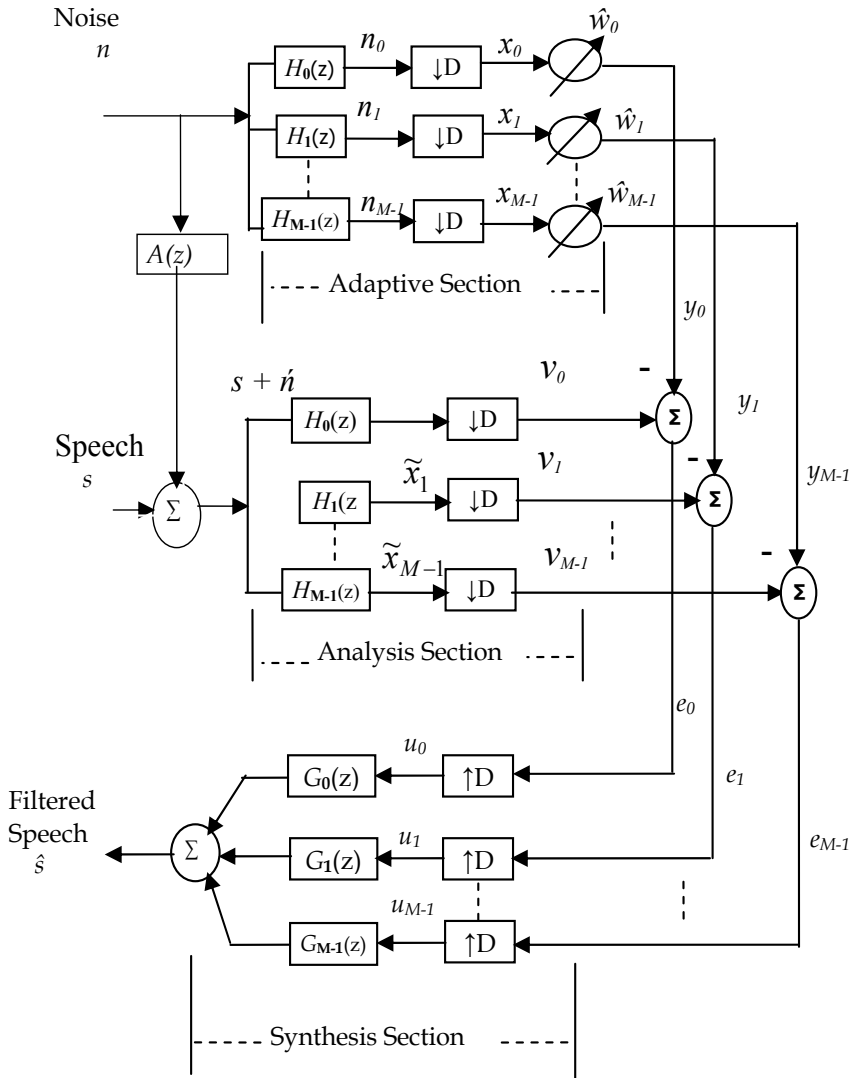 Noise
n
H0(z) n0 ↓D x0 ŵ0
H1(z) n1 ↓D x1 ŵ1
HM-1(z) nM-1 ↓D xM-1 ŵM-1
A(z)
Adaptive Section
y0
s + ń
H0(z) ↓D v0 - Σ
y1
Speech
s
Σ
H1(z x̃1 ↓D v1 - Σ
yM-1
HM-1(z) x̃M-1 ↓D vM-1 - Σ
Analysis Section
e0
G0(z) u0 ↑D
e1
Filtered
Speech
ŝ
Σ
G1(z) u1 ↑D
eM-1
GM-1(z) uM-1 ↑D
Synthesis Section